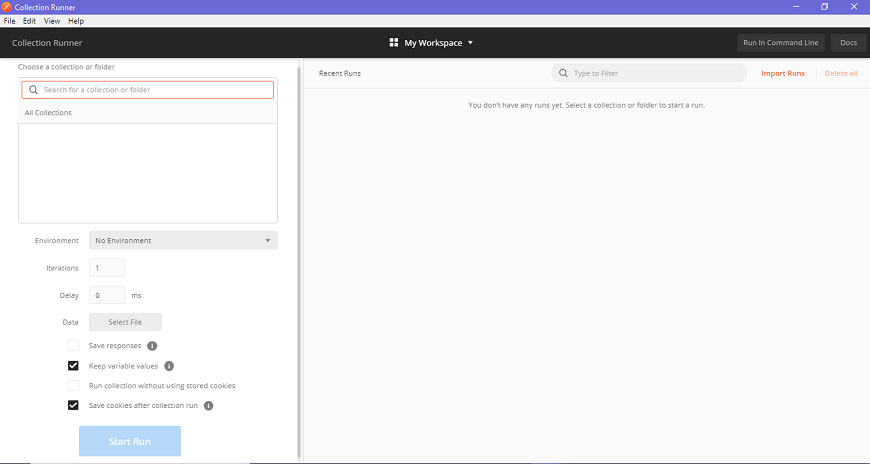 Collection Runner
File Edit View Help
Collection Runner
My Workspace
Run In Command Line
Docs
Choose a collection or folder
Search for a collection or folder
All Collections
Environment No Environment
Iterations 1
Delay 0 ms
Data Select File
Save responses
Keep variable values
Run collection without using stored cookies
Save cookies after collection run
Start Run
Recent Runs
Type to Filter
Import Runs
Delete all
You don't have any runs yet. Select a collection or folder to start a run.